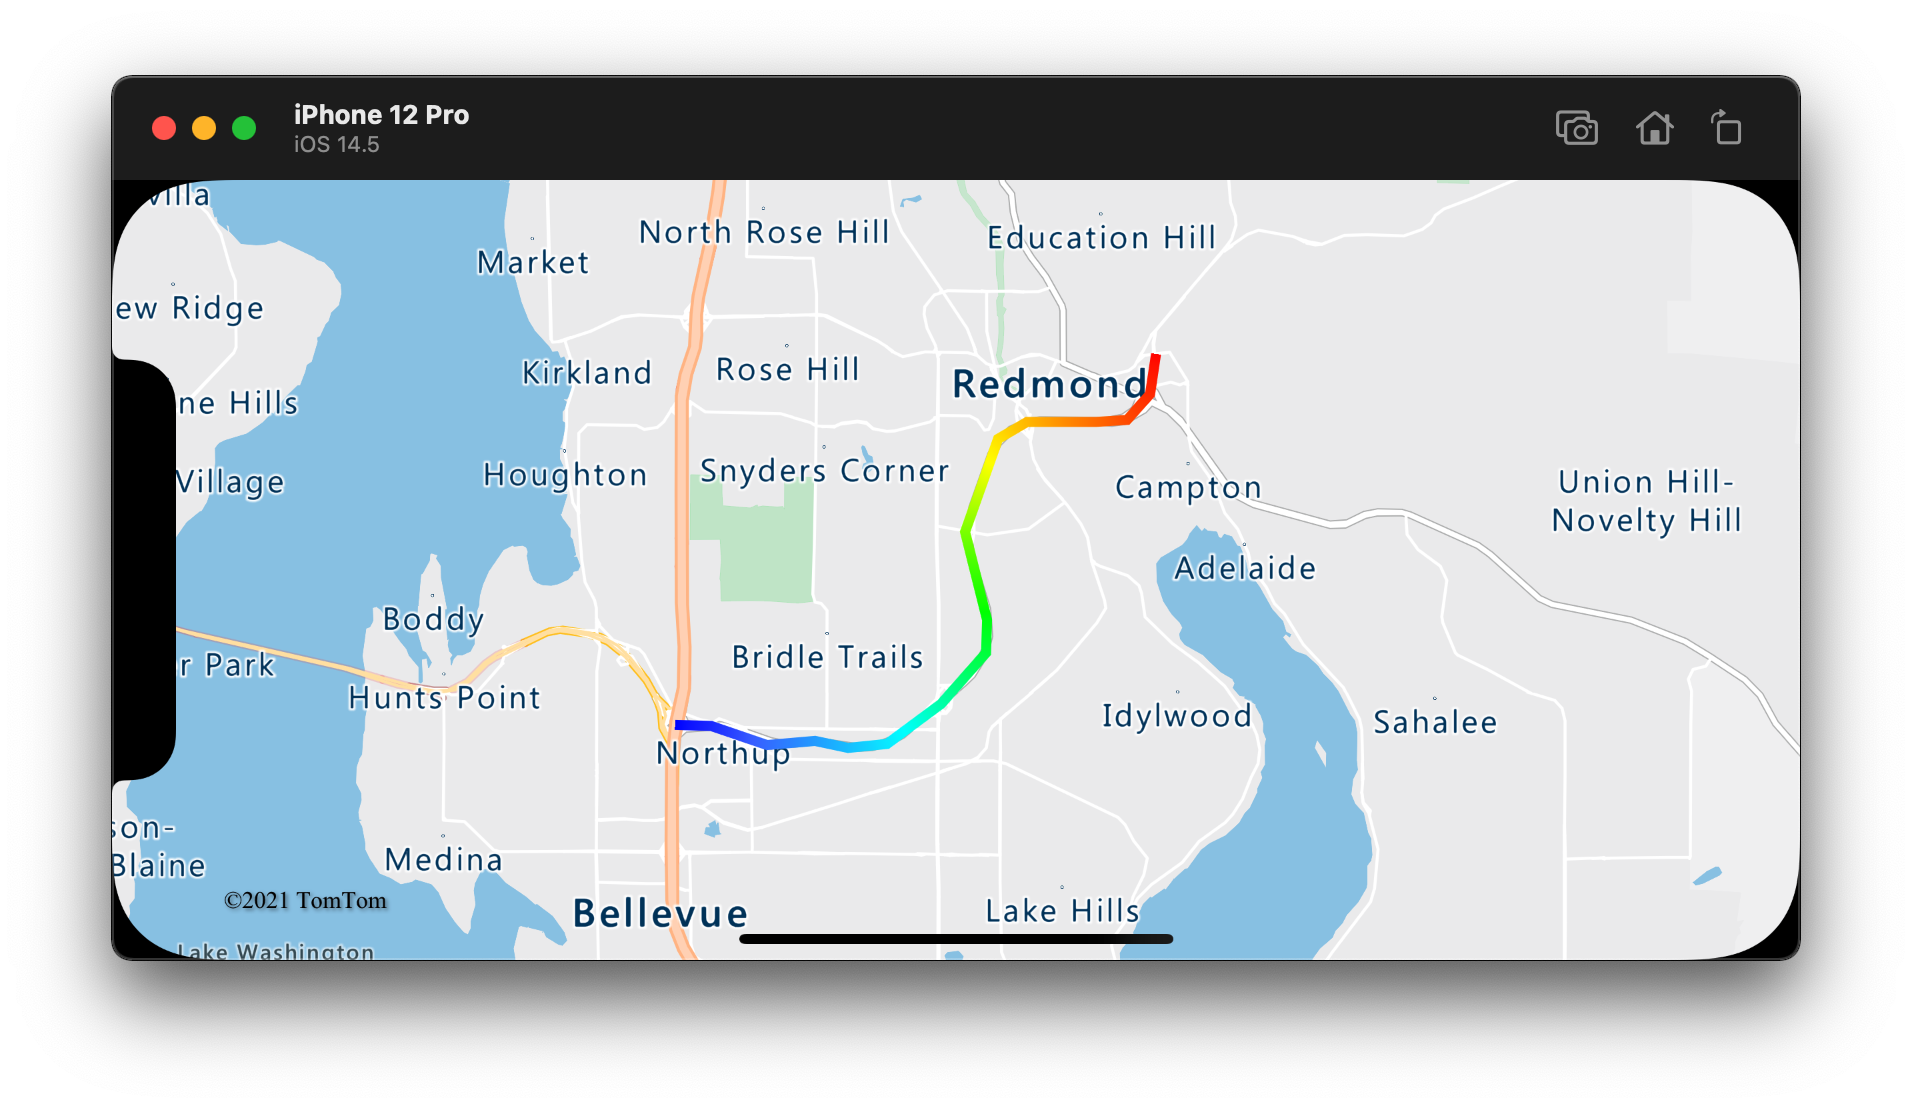 iPhone 12 Pro
iOS 14.5
villa
North Rose Hill
Education Hill
Market
ew Ridge
Kirkland
Rose Hill
Redmond
ne Hills
Houghton
Snyders Corner
Village
Campton
Union Hill-
Novelty Hill
Adelaide
Boddy
r Park
Bridle Trails
Hunts Point
Idylwood
Sahalee
Northup
son-
Blaine
Medina
©2021 TomTom
Bellevue
Lake Hills
Lake Washington